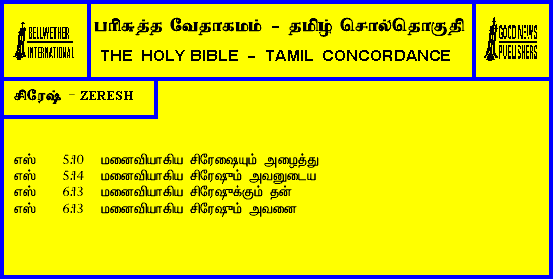 BELLWETHER
INTERNATIONAL
பரிசுத்த வேதாகமம் - தமிழ் சொல்தொகுதி
THE HOLY BIBLE - TAMIL CONCORDANCE
GOOD NEWS
PUBLISHERS
சிரேஷ் - ZERESH
எஸ் 5:10 மனைவியாகிய சிரேஷையும் அழைத்து
எஸ் 5:14 மனைவியாகிய சிரேஷும் அவனுடைய
எஸ் 6:13 மனைவியாகிய சிரேஷுக்கும் தன்
எஸ் 6:13 மனைவியாகிய சிரேஷும் அவனை